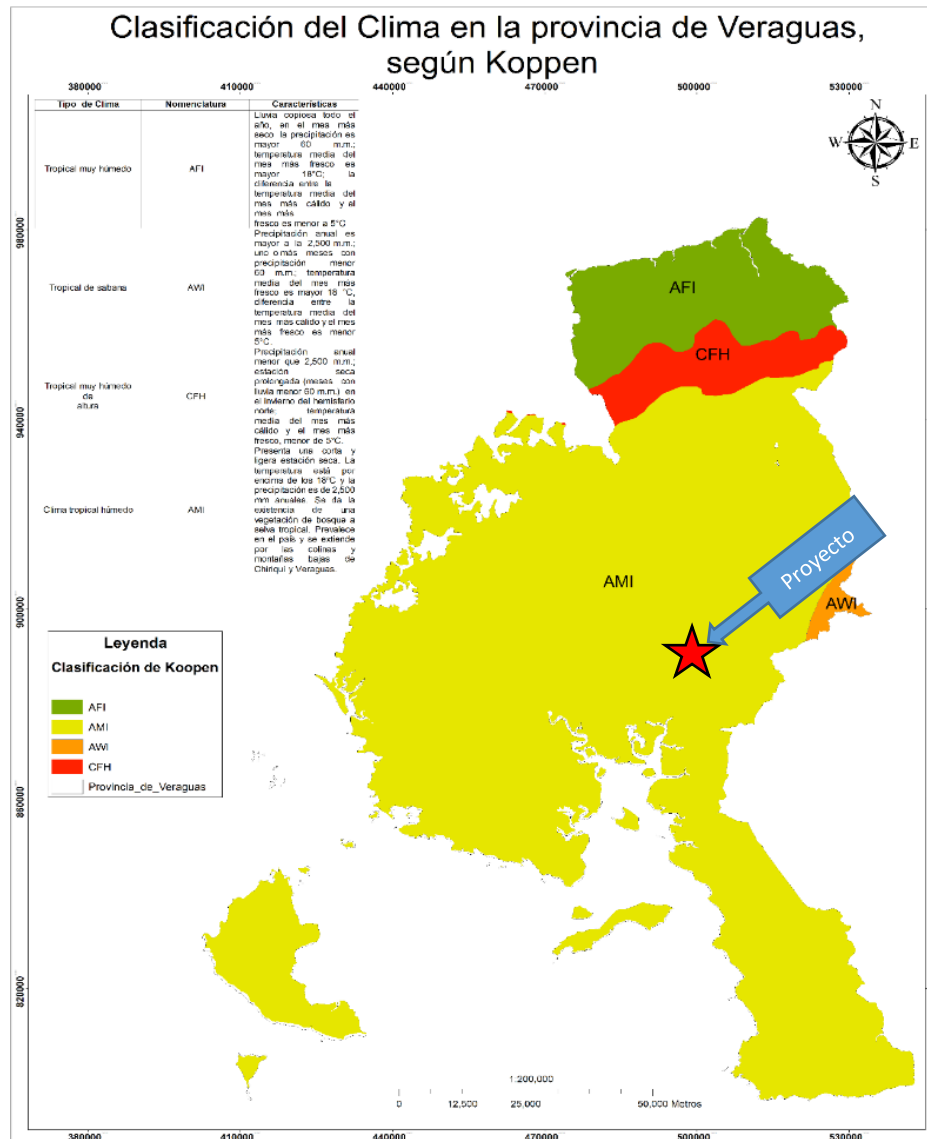 Clasificación del Clima en la provincia de Veraguas,
según Koppen
380000 410000 440000 470000 500000 530000
Tipo de Clima Nomenclatura Características
Lluvia copiosa todo el
año, en el mes más
seco la precipitación es
mayor 60 m.m.;
temperatura media del
mes más fresco es
mayor 18°C; la
diferencia entre la
temperatura media del
mes más cálido y el
mes más
fresco es menor a 5°C
Tropical muy húmedo AFI
Precipitación anual es
mayor a la 2,500 m.m.;
uno o más meses con
precipitación menor
60 m.m.; temperatura
media del mes más
fresco es mayor 18 °C,
diferencia entre la
temperatura media del
mes mas calido y el mes
más fresco es menor
5°C.
Tropical de sabana AWI
Precipitación anual
menor que 2,500 m.m.;
estación seca
prolongada (meses con
lluvia menor 60 mm.) en
el invierno del hemisferio
norte; temperatura
media del mes más
cálido y el mes más
fresco, menor de 5°C.
Tropical muy húmedo
de
altura
CFH
Presenta una corta y
ligera estación seca. La
temperatura está por
encima de los 18°C y la
precipitación es de 2,500
mm anuales. Se da la
existencia de una
vegetación de bosque a
selva tropical. Prevalece
en el país y se extiende
por las colinas y
montañas bajas de
Chiriquí y Veraguas.
Clima tropical húmedo AMI
N
W E
S
980000
940000
900000
860000
820000
AFI
CFH
AMI
AWI
Proyecto
Leyenda
Clasificación de Koopen
AFI
AMI
AWI
CFH
Provincia_de_Veraguas
1:200,000
0 12,500 25,000 50,000 Metros
380000 410000 440000 470000 500000 530000